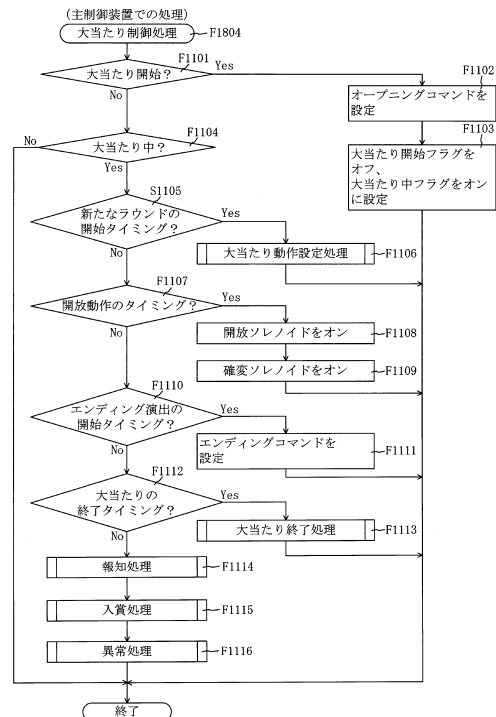 (主制御装置での処理)
大当たり制御処理
F1804
F1101
大当たり開始?
Yes
No
F1102
オープニングコマンドを
設定
F1103
大当たり開始フラグを
オフ、
大当たり中フラグをオン
に設定
F1104
No
大当たり中?
Yes
S1105
新たなラウンドの
開始タイミング?
Yes
No
大当たり動作設定処理
F1106
F1107
開放動作のタイミング?
Yes
No
開放ソレノイドをオン
F1108
確変ソレノイドをオン
F1109
F1110
エンディング演出の
開始タイミング?
Yes
No
エンディングコマンドを
設定
F1111
F1112
大当たりの
終了タイミング?
Yes
No
大当たり終了処理
F1113
報知処理
F1114
入賞処理
F1115
異常処理
F1116
終了